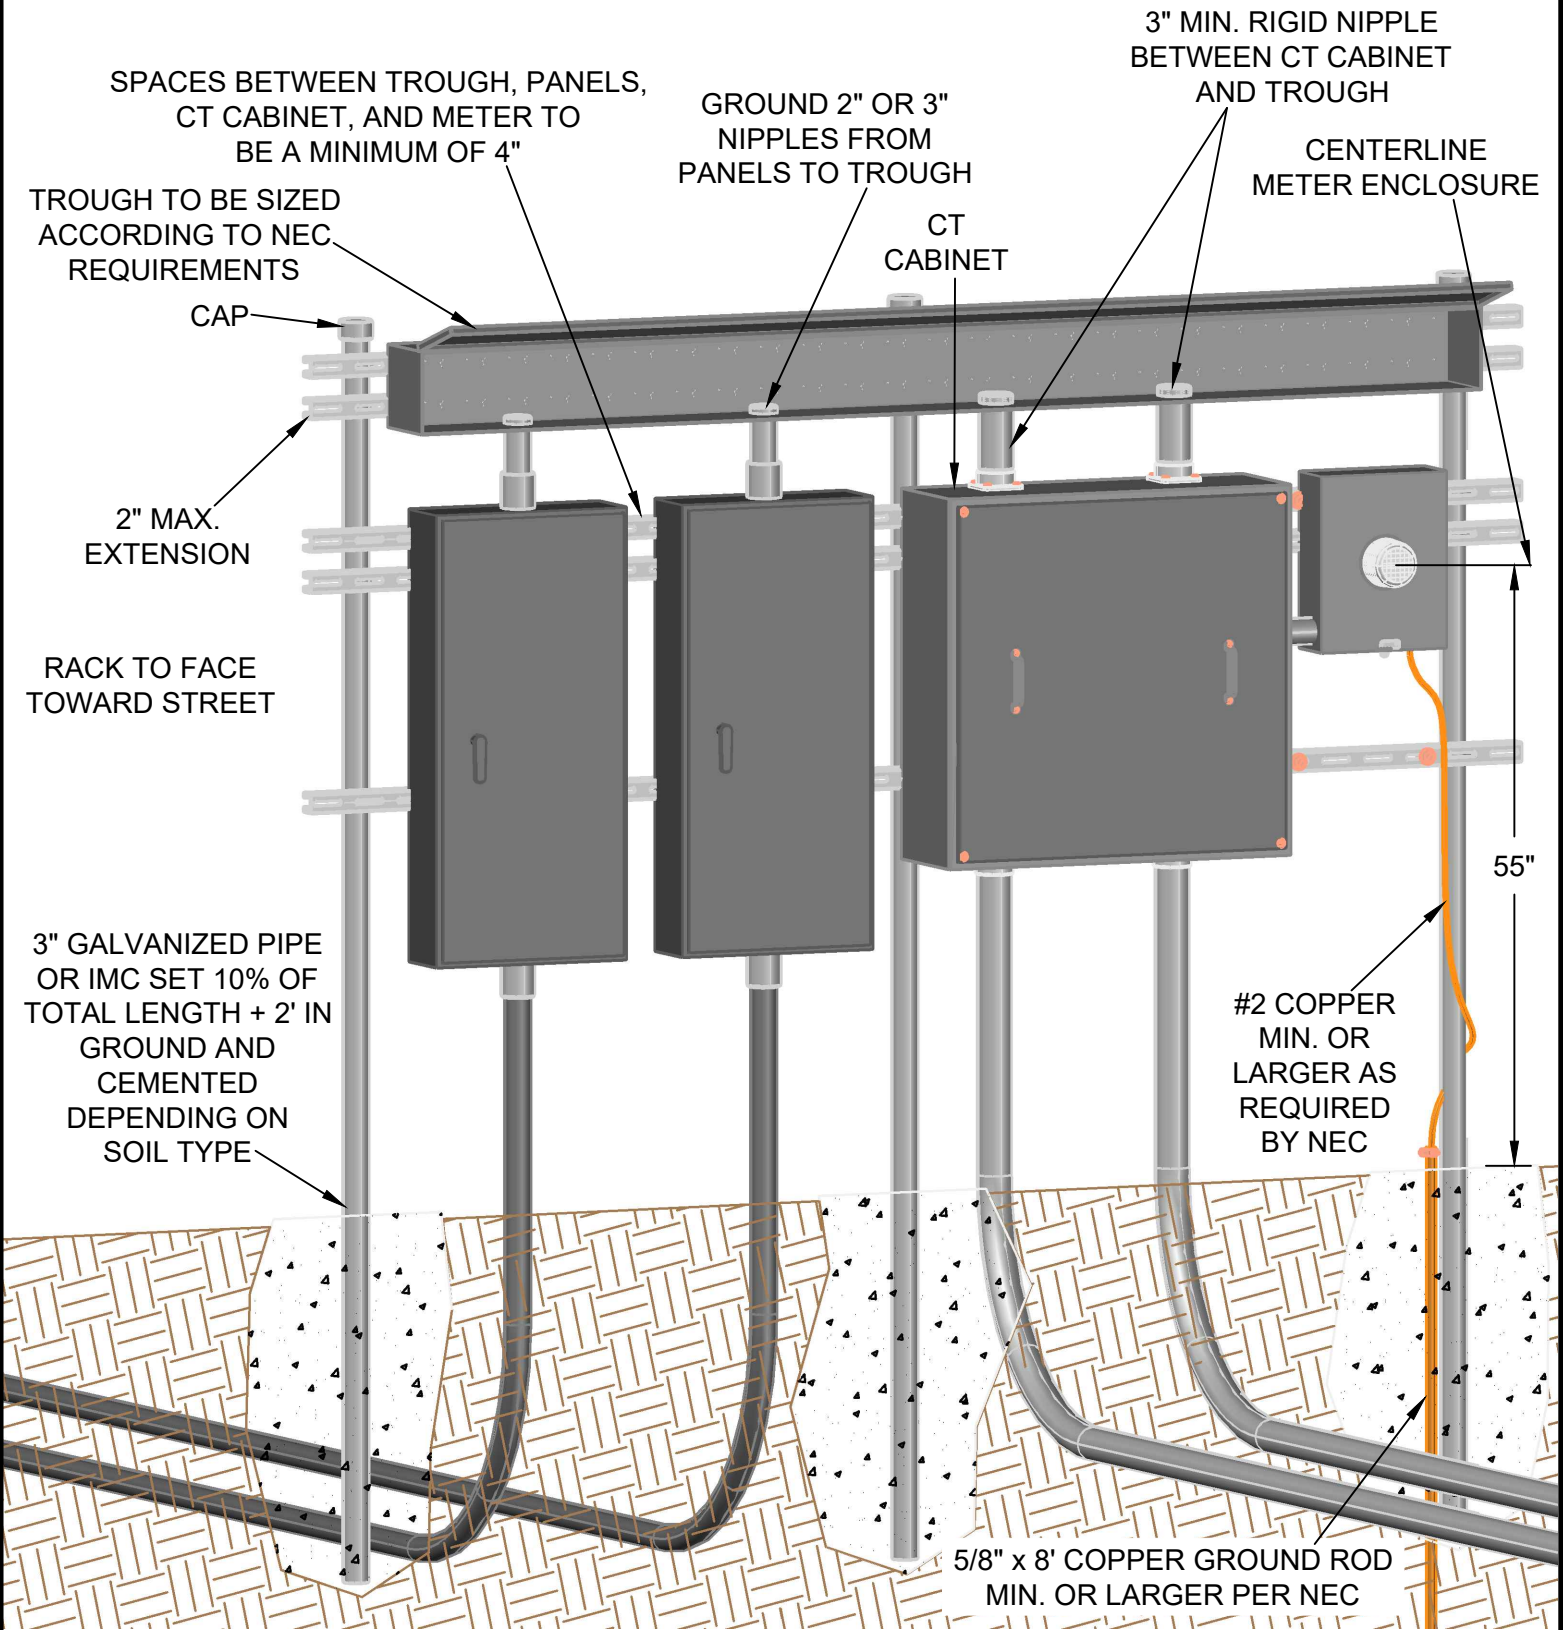 3" MIN. RIGID NIPPLE
BETWEEN CT CABINET
AND TROUGH
SPACES BETWEEN TROUGH, PANELS,
CT CABINET, AND METER TO
BE A MINIMUM OF 4"
GROUND 2" OR 3"
NIPPLES FROM
PANELS TO TROUGH
CENTERLINE
METER ENCLOSURE
TROUGH TO BE SIZED
ACCORDING TO NEC
REQUIREMENTS
CT
CABINET
CAP
2" MAX.
EXTENSION
RACK TO FACE
TOWARD STREET
55"
3" GALVANIZED PIPE
OR IMC SET 10% OF
TOTAL LENGTH + 2' IN
GROUND AND
CEMENTED
DEPENDING ON
SOIL TYPE
#2 COPPER
MIN. OR
LARGER AS
REQUIRED
BY NEC
5/8" x 8' COPPER GROUND ROD
MIN. OR LARGER PER NEC